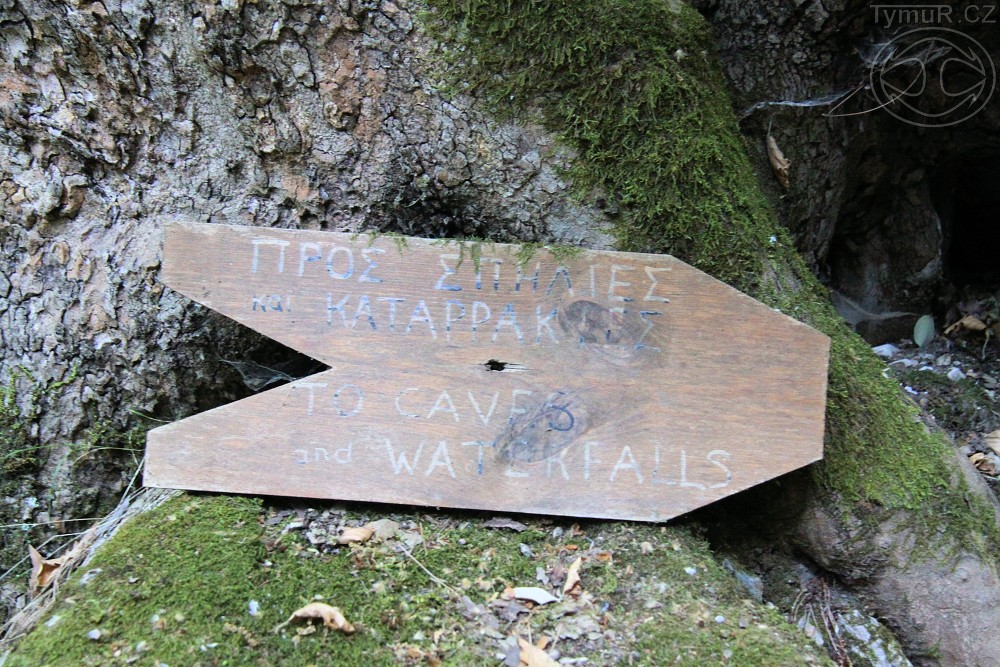 TymuR.CZ
ΠΡΟΣ ΣΠΗΛΙΕΣ
και ΚΑΤΑΡΡΑΚΤΕΣ
TO CAVES
and WATERFALLS